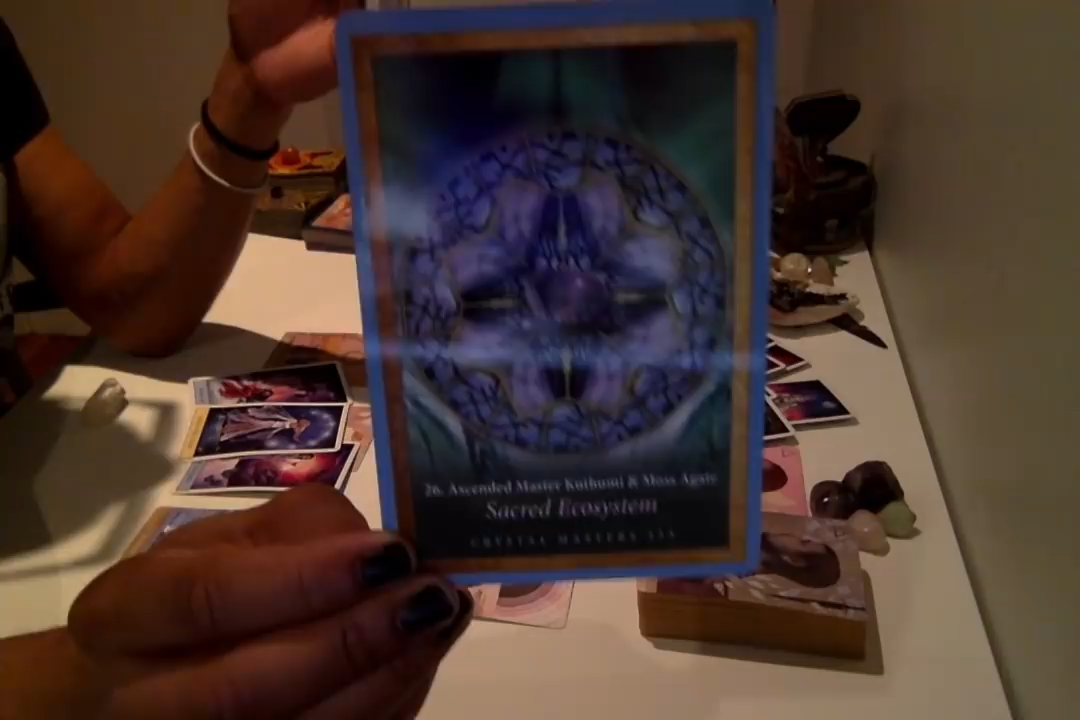 26. Ascended Master Kuthumi & Moss Agate
Sacred Ecosystem
CRYSTAL MASTERS 333